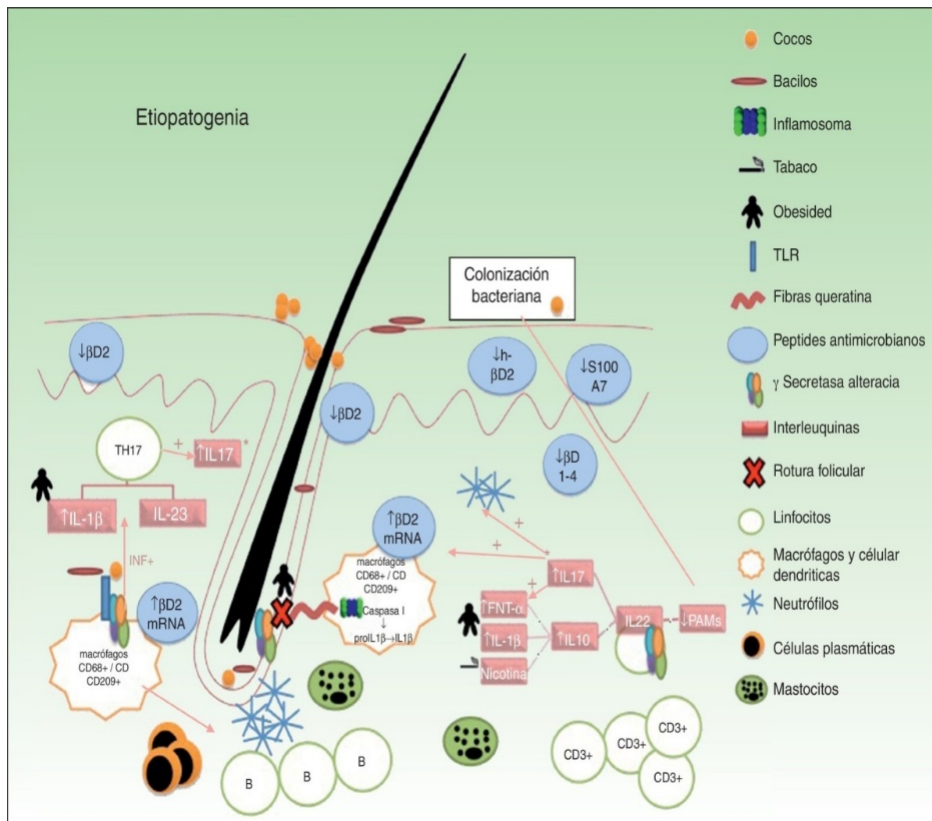 Etiopatogenia
Colonización
bacteriana
↓βD2
↓βD2
↓h-
βD2
↓S100
A7
↓βD
1-4
TH17
+
↑IL17 *
↑IL-1β
IL-23
INF+
↑βD2
mRNA
macrófagos
CD68+ / CD
CD209+
↑βD2
mRNA
macrófagos
CD68+ / CD
CD209+
Caspasa I
↓
proIL1β→IL1β
+
+
+
*
↑IL17
↑FNT-α
↑IL-1β
Nicotina
↑IL10
IL22
↓PAMs
B
B
B
CD3+
CD3+
CD3+
CD3+
Cocos
Bacilos
Inflamosoma
Tabaco
Obesided
TLR
Fibras queratina
Peptides antimicrobianos
γ Secretasa alteracia
Interleuquinas
Rotura folicular
Linfocitos
Macrófagos y célular
dendriticas
Neutrófilos
Células plasmáticas
Mastocitos